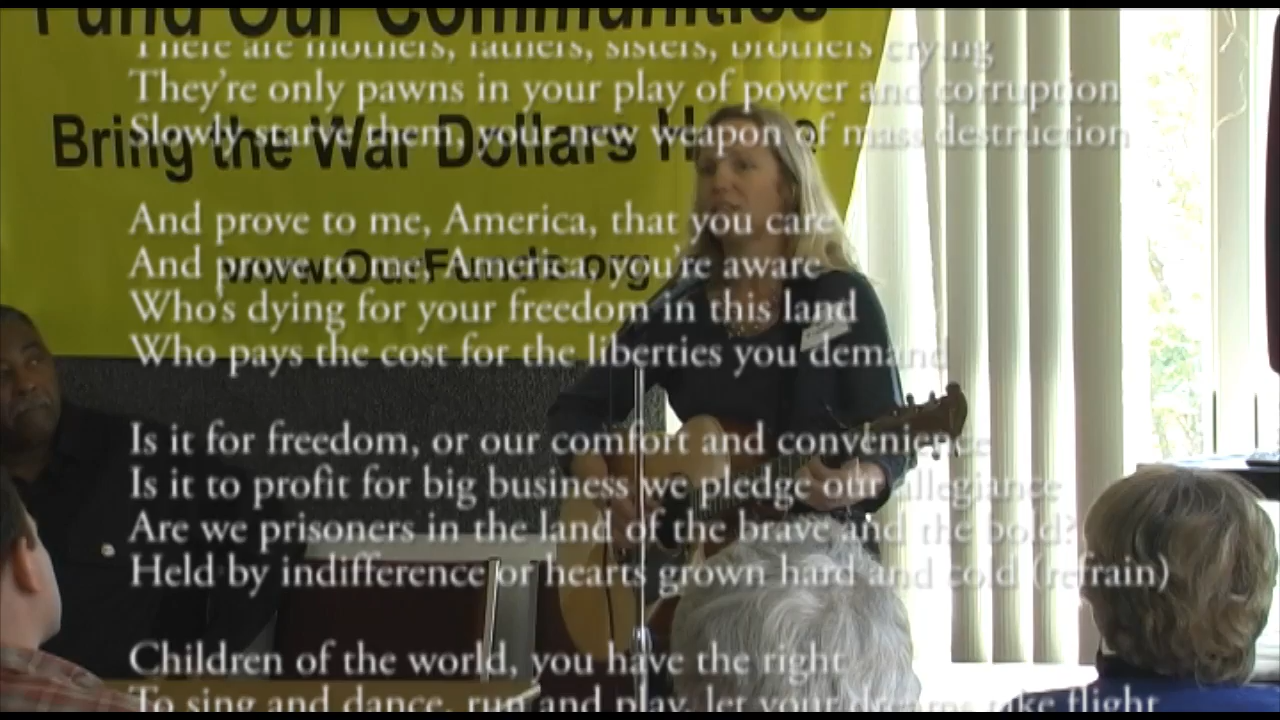 Fund Our Communities
Bring the War Dollars Home
www.OurFunds.org
There are mothers, fathers, sisters, brothers crying
They're only pawns in your play of power and corruption
Slowly starve them, your new weapon of mass destruction
And prove to me, America, that you care
And prove to me, America, you're aware
Who's dying for your freedom in this land
Who pays the cost for the liberties you demand
Is it for freedom, or our comfort and convenience
Is it to profit for big business we pledge our allegiance
Are we prisoners in the land of the brave and the bold?
Held by indifference or hearts grown hard and cold (refrain)
Children of the world, you have the right
To sing and dance, run and play, let your dreams take flight